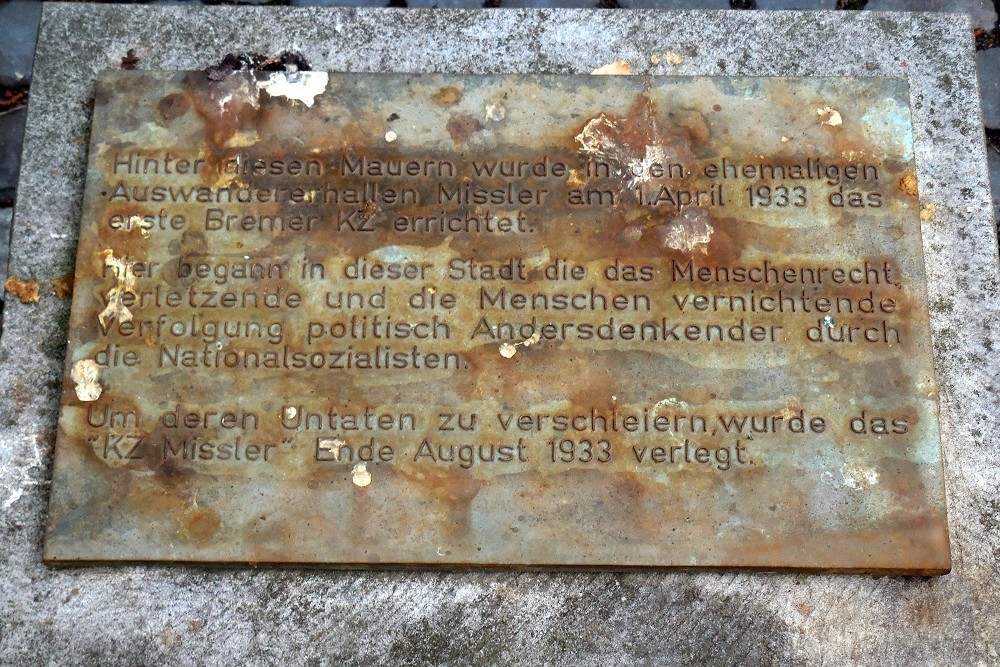 Hinter diesen Mauern wurde in den ehemaligen
Auswandererhallen Missler am 1.April 1933 das
erste Bremer KZ errichtet.
Hier begann in dieser Stadt die das Menschenrecht
verletzende und die Menschen vernichtende
Verfolgung politisch Andersdenkender durch
die Nationalsozialisten.
Um deren Untaten zu verschleiern,wurde das
"KZ Missler" Ende August 1933 verlegt.